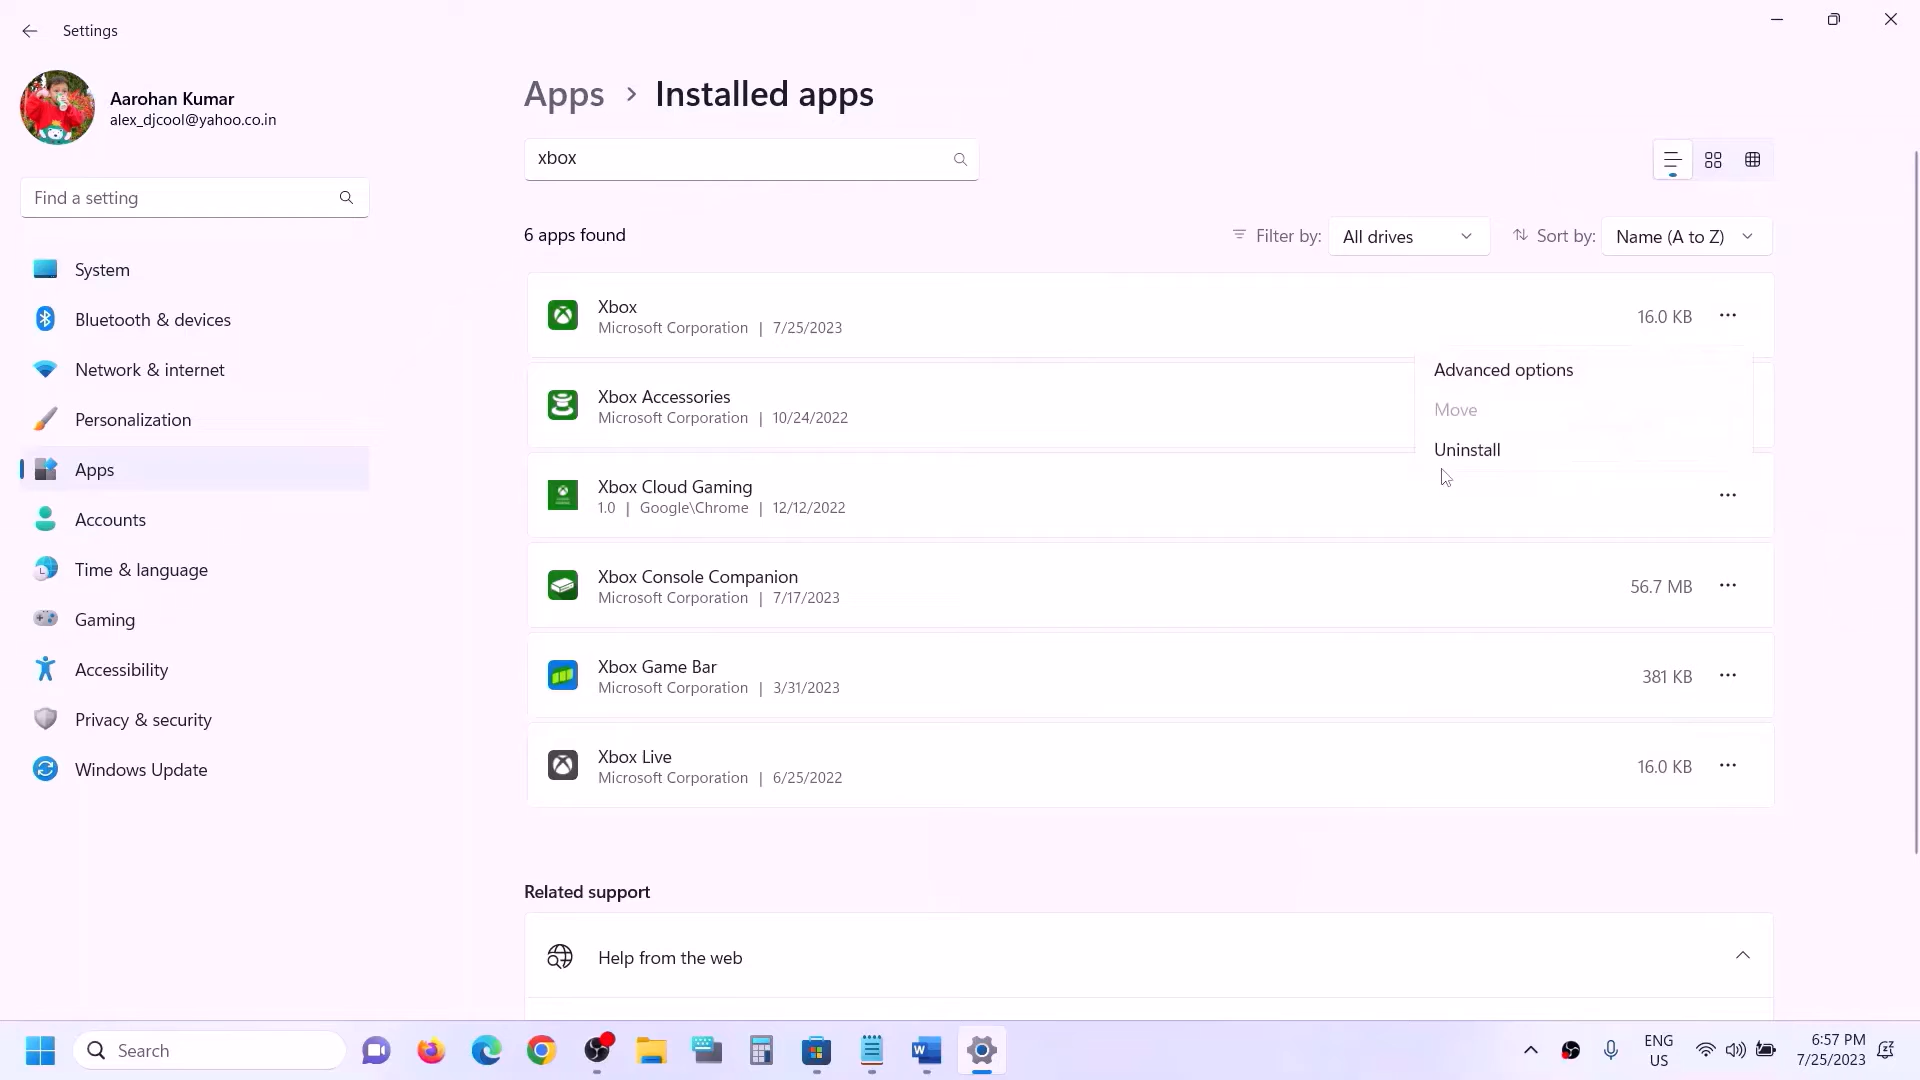 Settings
Aarohan Kumar
alex_djcool@yahoo.co.in
Find a setting
System
Bluetooth & devices
Network & internet
Personalization
Apps
Accounts
Time & language
Gaming
Accessibility
Privacy & security
Windows Update
Apps > Installed apps
xbox
6 apps found
Filter by: All drives
Sort by: Name (A to Z)
Xbox
Microsoft Corporation | 7/25/2023
16.0 KB
Advanced options
Move
Uninstall
Xbox Accessories
Microsoft Corporation | 10/24/2022
Xbox Cloud Gaming
1.0 | Google\Chrome | 12/12/2022
Xbox Console Companion
Microsoft Corporation | 7/17/2023
56.7 MB
Xbox Game Bar
Microsoft Corporation | 3/31/2023
381 KB
Xbox Live
Microsoft Corporation | 6/25/2022
16.0 KB
Related support
Help from the web
Search
ENG
US
6:57 PM
7/25/2023